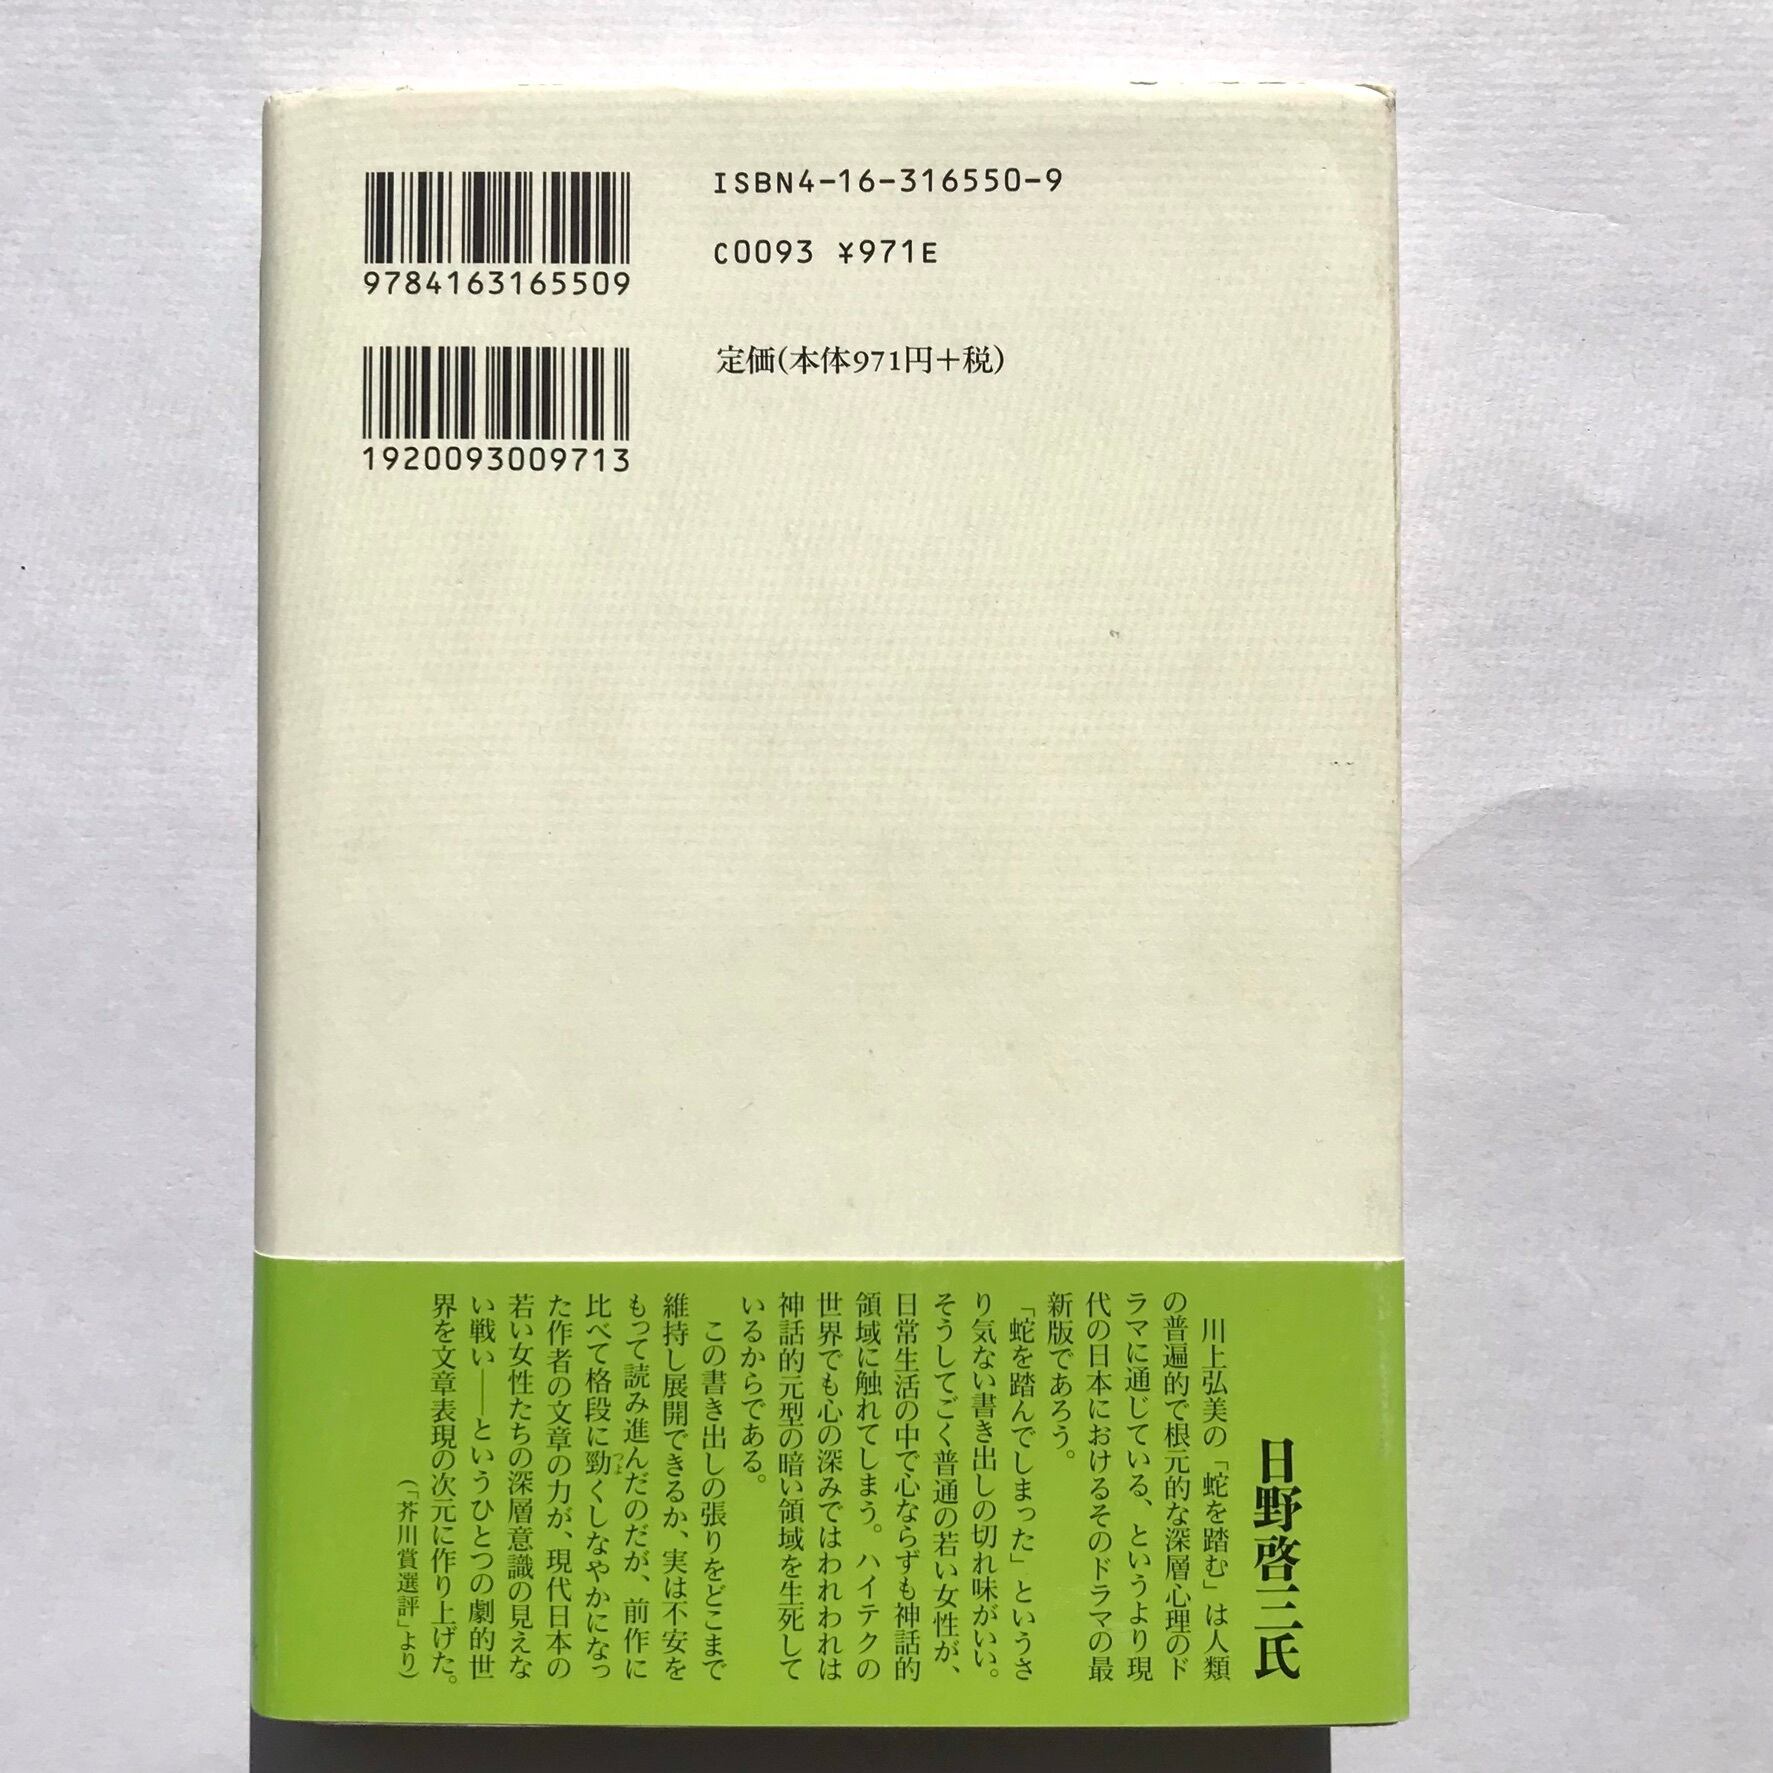 9784163165509
ISBN4-16-316550-9
C0093 ¥971E
1920093009713
定価(本体971円＋税)
日野啓三氏
川上弘美の「蛇を踏む」は人類
の普遍的で根元的な深層心理のド
ラマに通じている、というより現
代の日本におけるそのドラマの最
新版であろう。
「蛇を踏んでしまった」というさ
り気ない書き出しの切れ味がいい。
そうしてごく普通の若い女性が、
日常生活の中で心ならずも神話的
領域に触れてしまう。ハイテクの
世界でも心の深みではわれわれは
神話的元型の暗い領域を生死して
いるからである。
この書き出しの張りをどこまで
維持し展開できるか、実は不安を
もって読み進んだのだが、前作に
比べて格段に勁くしなやかになっ
つよ
た作者の文章の力が、現代日本の
若い女性たちの深層意識の見えな
い戦い――というひとつの劇的世
界を文章表現の次元に作り上げた。
（「芥川賞選評」より）